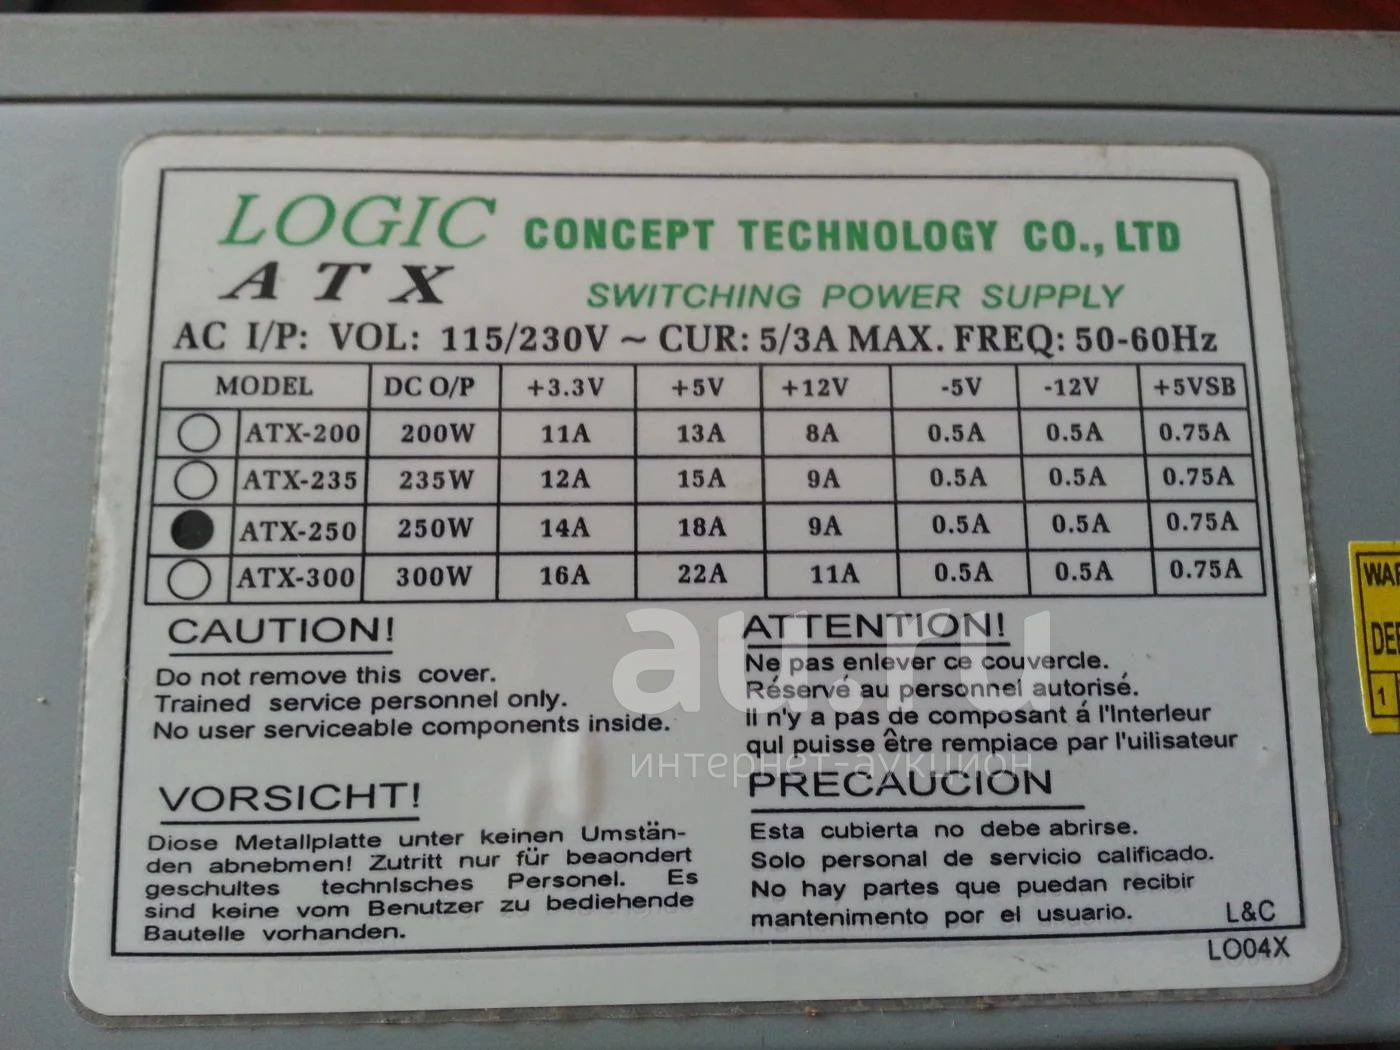 LOGIC CONCEPT TECHNOLOGY CO., LTD
ATX SWITCHING POWER SUPPLY
AC I/P: VOL: 115/230V ~ CUR: 5/3A MAX. FREQ: 50-60Hz
MODEL DC O/P +3.3V +5V +12V -5V -12V +5VSB
ATX-200 200W 11A 13A 8A 0.5A 0.5A 0.75A
ATX-235 235W 12A 15A 9A 0.5A 0.5A 0.75A
ATX-250 250W 14A 18A 9A 0.5A 0.5A 0.75A
ATX-300 300W 16A 22A 11A 0.5A 0.5A 0.75A
CAUTION!
Do not remove this cover.
Trained service personnel only.
No user serviceable components inside.
ATTENTION!
Ne pas enlever ce couvercle.
Réservé au personnel autorisé.
ii n'y a pas de composant á l'Interleur
qul puisse être rempiace par l'uilisateur
VORSICHT!
Diose Metallplatte unter keinen Umstän-
den abnebmen! Zutritt nur für beaondert
geschultes technlsches Personel. Es
sind keine vom Benutzer zu bediehende
Bautelle vorhanden.
PRECAUCION
Esta cubierta no debe abrirse.
Solo personal de servicio calificado.
No hay partes que puedan recibir
mantenimento por el usuario.
L&C
LO04X
au.ru
интернет-аукцион
1